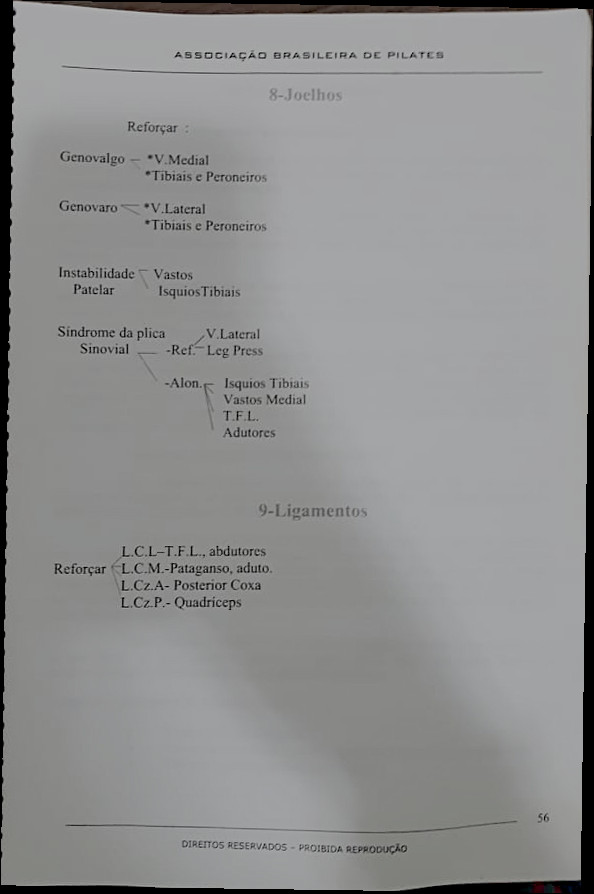 ASSOCIAÇÃO BRASILEIRA DE PILATES
8-Joelhos
Reforçar :
Genovalgo *V.Medial
*Tibiais e Peroneiros
Genovaro *V.Lateral
*Tibiais e Peroneiros
Instabilidade Vastos
Patelar IsquiosTibiais
Síndrome da plica V.Lateral
Sinovial -Ref. Leg Press
-Alon. Isquios Tibiais
Vastos Medial
T.F.L.
Adutores
9-Ligamentos
L.C.L–T.F.L., abdutores
Reforçar L.C.M.-Pataganso, aduto.
L.Cz.A- Posterior Coxa
L.Cz.P.- Quadríceps
56
DIREITOS RESERVADOS – PROIBIDA REPRODUÇÃO